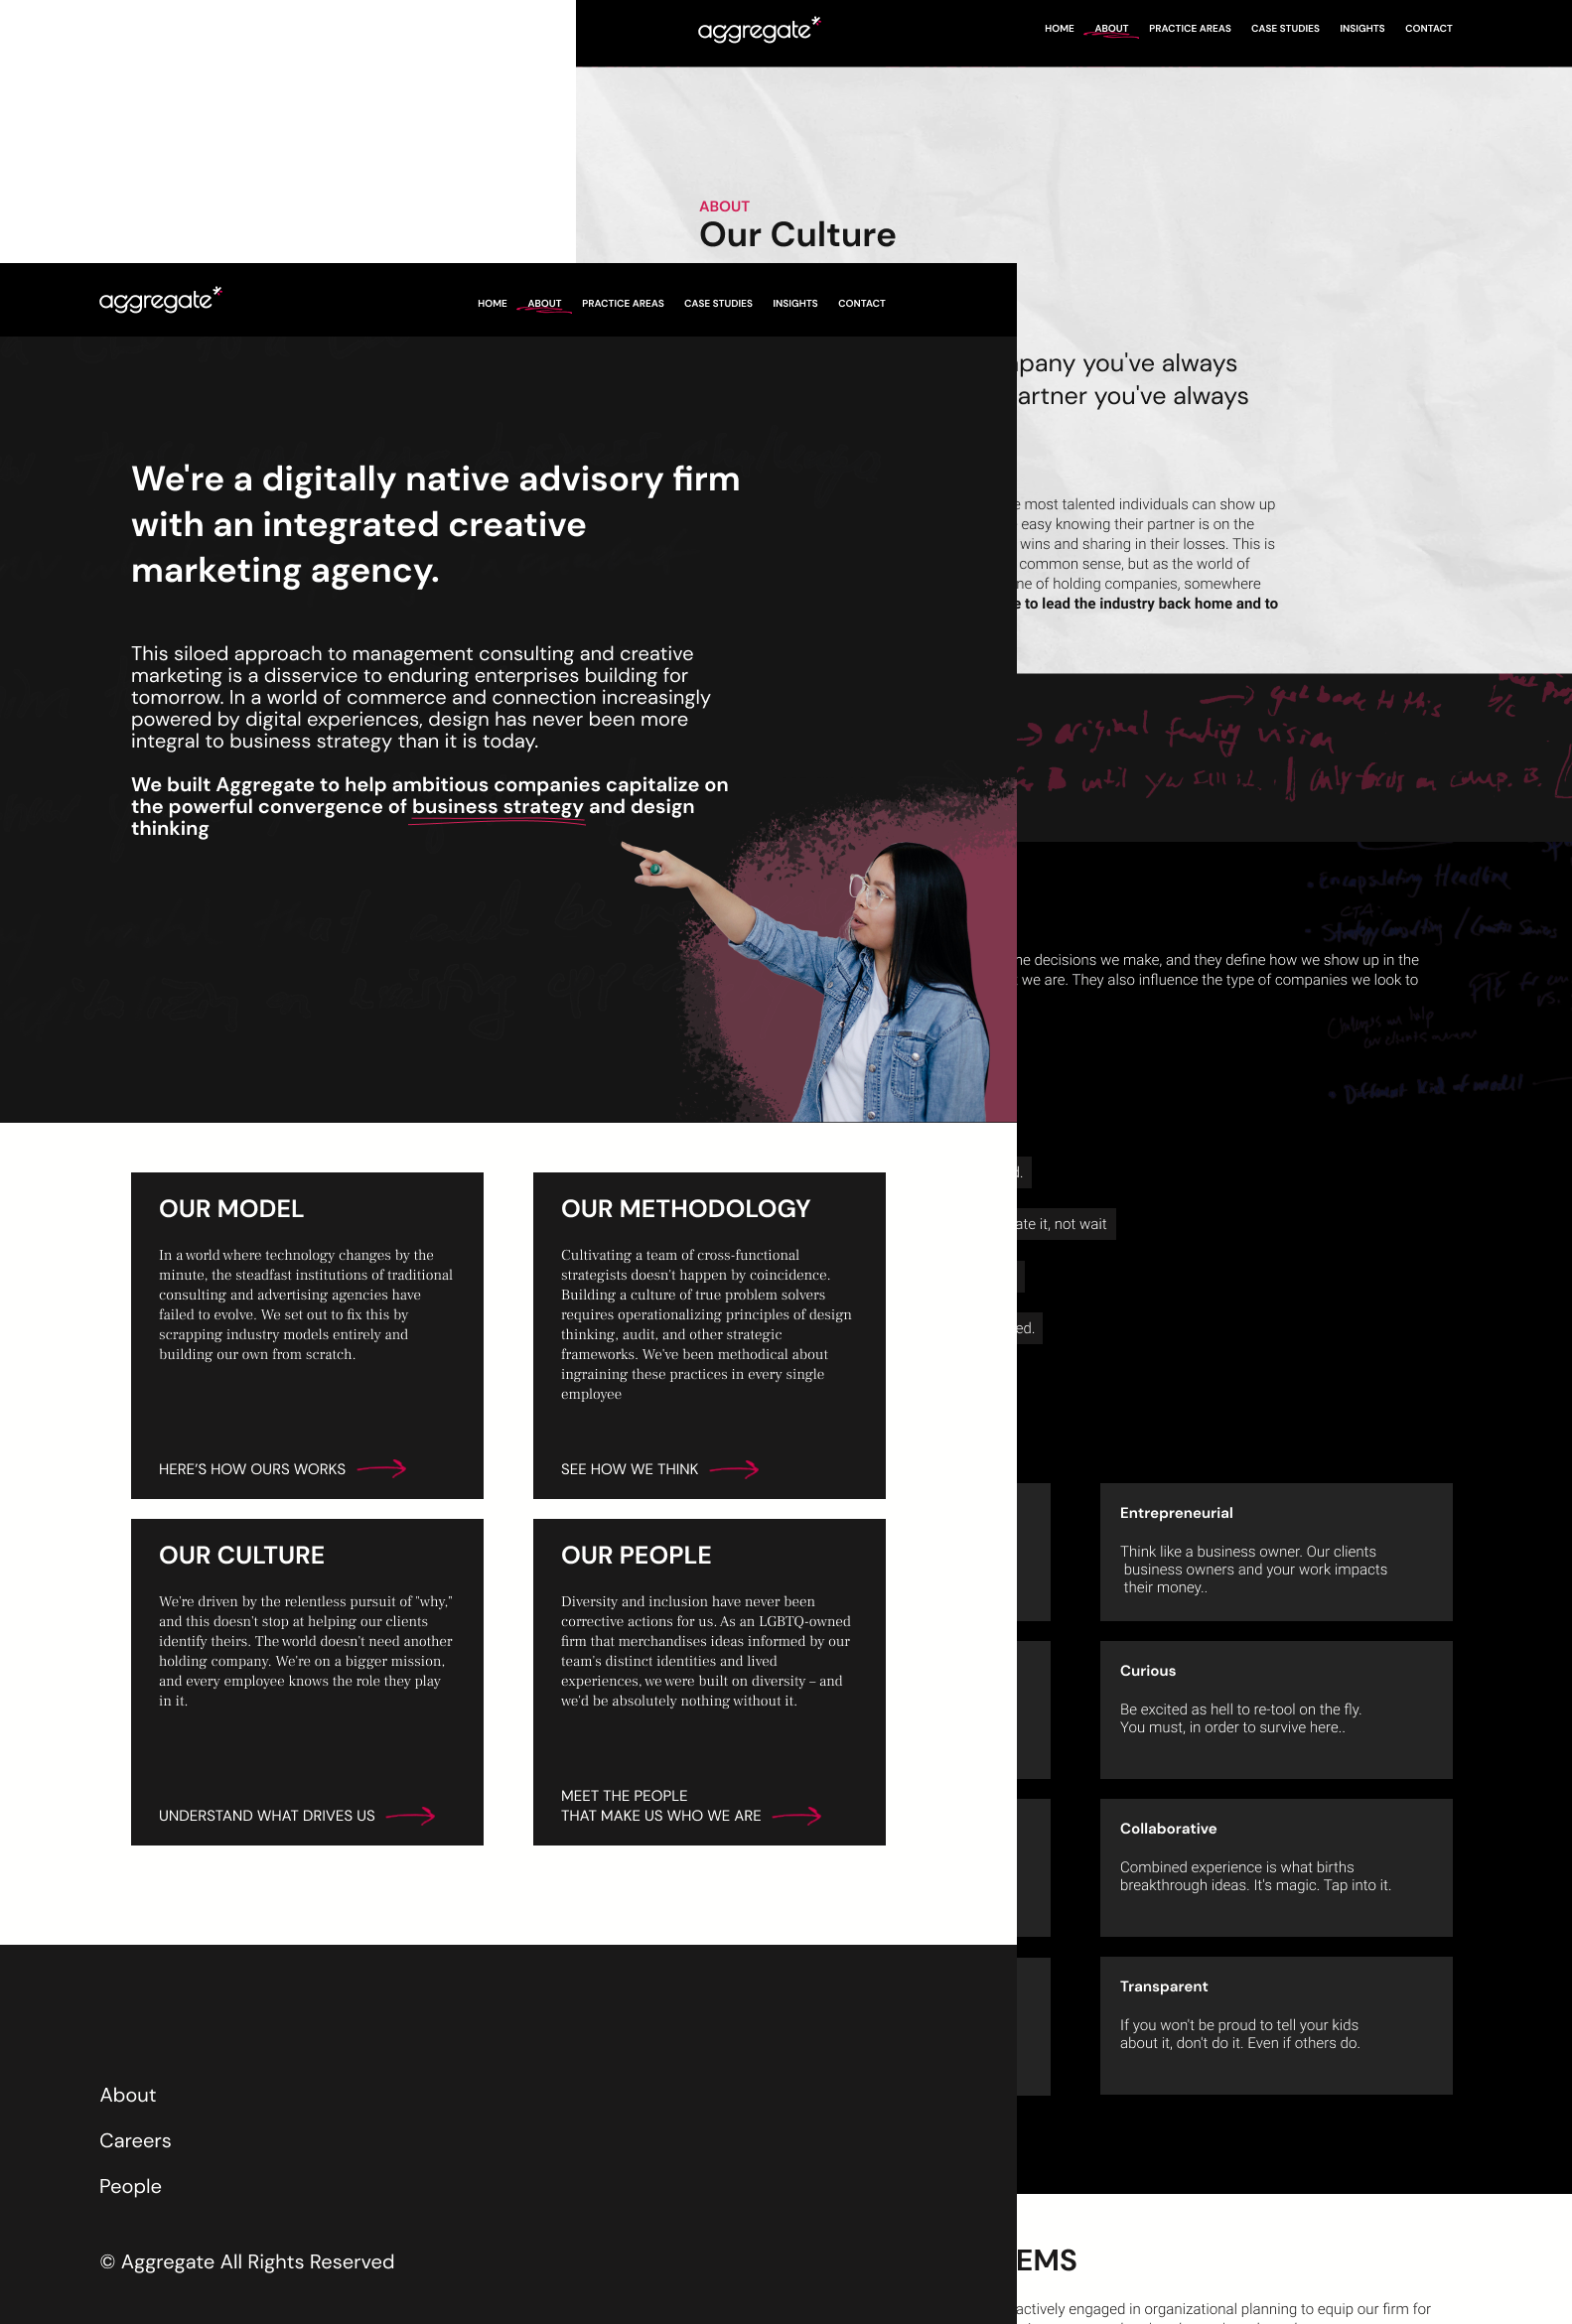 aggregate
HOME ABOUT PRACTICE AREAS CASE STUDIES INSIGHTS CONTACT
ABOUT
Our Culture
pany you've always
artner you've always
most talented individuals can show up
easy knowing their partner is on the
wins and sharing in their losses. This is
common sense, but as the world of
ne of holding companies, somewhere
to lead the industry back home and to
get back to this
b/c
original funding vision
B until you
only focus on
Encapsulating Headline
CTA:
Strategy Consulting / Creative Services
he decisions we make, and they define how we show up in the
we are. They also influence the type of companies we look to
FTE
vs.
help
Different kind of model
d.
ate it, not wait
ed.
Entrepreneurial
Think like a business owner. Our clients
business owners and your work impacts
their money..
Curious
Be excited as hell to re-tool on the fly.
You must, in order to survive here..
Collaborative
Combined experience is what births
breakthrough ideas. It's magic. Tap into it.
Transparent
If you won't be proud to tell your kids
about it, don't do it. Even if others do.
EMS
actively engaged in organizational planning to equip our firm for
aggregate
HOME ABOUT PRACTICE AREAS CASE STUDIES INSIGHTS CONTACT
We're a digitally native advisory firm
with an integrated creative
marketing agency.
This siloed approach to management consulting and creative
marketing is a disservice to enduring enterprises building for
tomorrow. In a world of commerce and connection increasingly
powered by digital experiences, design has never been more
integral to business strategy than it is today.
We built Aggregate to help ambitious companies capitalize on
the powerful convergence of business strategy and design
thinking
OUR MODEL
In a world where technology changes by the
minute, the steadfast institutions of traditional
consulting and advertising agencies have
failed to evolve. We set out to fix this by
scrapping industry models entirely and
building our own from scratch.
HERE'S HOW OURS WORKS
OUR METHODOLOGY
Cultivating a team of cross-functional
strategists doesn't happen by coincidence.
Building a culture of true problem solvers
requires operationalizing principles of design
thinking, audit, and other strategic
frameworks. We've been methodical about
ingraining these practices in every single
employee
SEE HOW WE THINK
OUR CULTURE
We're driven by the relentless pursuit of "why,"
and this doesn't stop at helping our clients
identify theirs. The world doesn't need another
holding company. We're on a bigger mission,
and every employee knows the role they play
in it.
UNDERSTAND WHAT DRIVES US
OUR PEOPLE
Diversity and inclusion have never been
corrective actions for us. As an LGBTQ-owned
firm that merchandises ideas informed by our
team's distinct identities and lived
experiences, we were built on diversity – and
we'd be absolutely nothing without it.
MEET THE PEOPLE
THAT MAKE US WHO WE ARE
About
Careers
People
© Aggregate All Rights Reserved